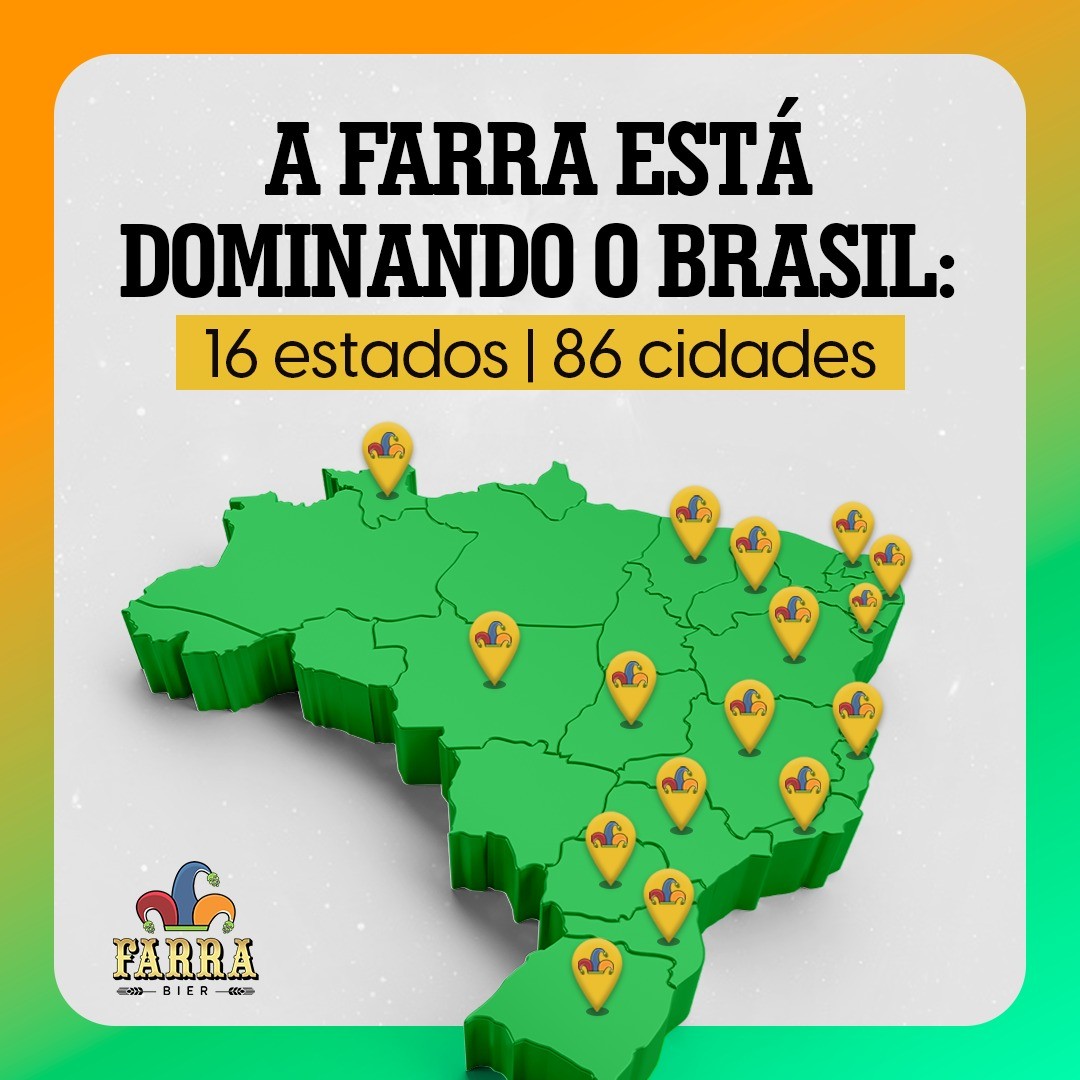 A FARRA ESTÁ
DOMINANDO O BRASIL:
16 estados | 86 cidades
FARRA
BIER